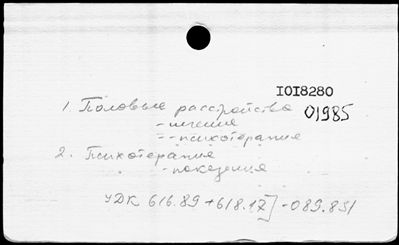 IOI8280
01985
1. Половые расстройства
- лечение
- - психотерапия
2. Психотерапия
- показания
УДК 616.89+618.17]-089.851